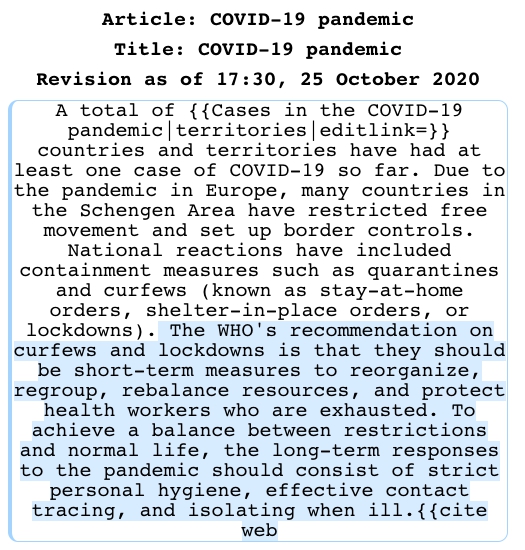 Article: COVID-19 pandemic
Title: COVID-19 pandemic
Revision as of 17:30, 25 October 2020
A total of {{Cases in the COVID-19
pandemic|territories|editlink=}}
countries and territories have had at
least one case of COVID-19 so far. Due to
the pandemic in Europe, many countries in
the Schengen Area have restricted free
movement and set up border controls.
National reactions have included
containment measures such as quarantines
and curfews (known as stay-at-home
orders, shelter-in-place orders, or
lockdowns). The WHO's recommendation on
curfews and lockdowns is that they should
be short-term measures to reorganize,
regroup, rebalance resources, and protect
health workers who are exhausted. To
achieve a balance between restrictions
and normal life, the long-term responses
to the pandemic should consist of strict
personal hygiene, effective contact
tracing, and isolating when ill.{{cite
web